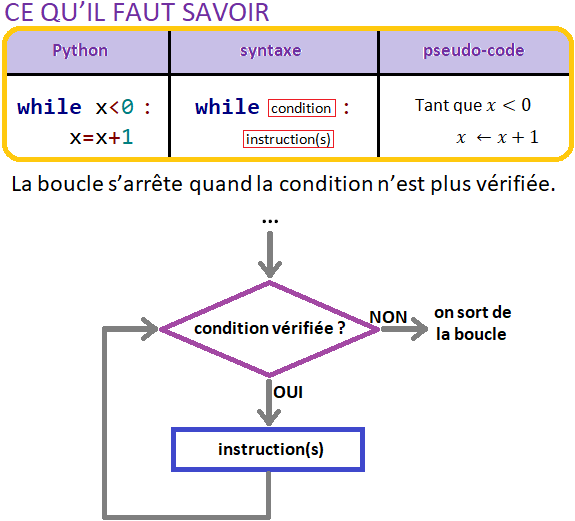 CE QU'IL FAUT SAVOIR
Python syntaxe pseudo-code
while x<0 : while condition : Tant que x < 0
x=x+1 instruction(s) x ← x + 1
La boucle s'arrête quand la condition n'est plus vérifiée.
...
condition vérifiée ?
NON
on sort de
la boucle
OUI
instruction(s)